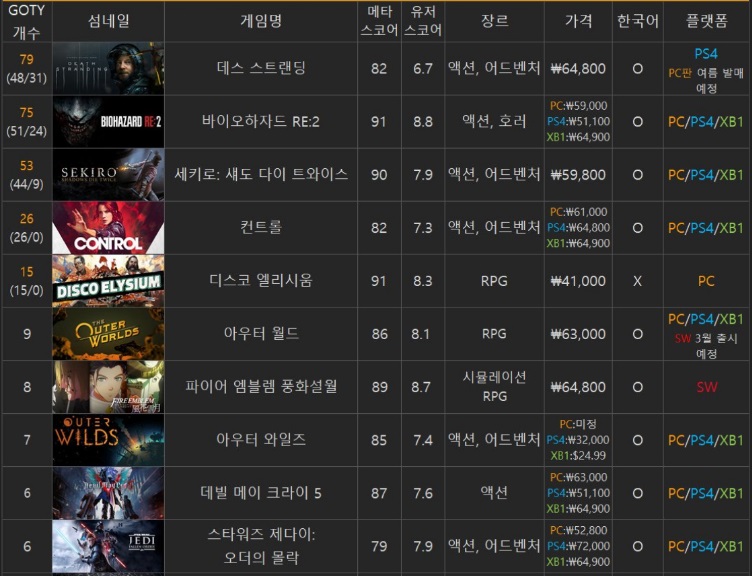 GOTY
개수
섬네일
게임명
메타
스코어
유저
스코어
장르
가격
한국어
플랫폼
79
(48/31)
DEATH
STRANDING
데스 스트랜딩
82
6.7
액션, 어드벤처
₩64,800
O
PS4
PC판 여름 발매
예정
75
(51/24)
BIOHAZARD RE:2
바이오하자드 RE:2
91
8.8
액션, 호러
PC:₩59,000
PS4:₩51,100
XB1:₩64,900
O
PC/PS4/XB1
53
(44/9)
SEKIRO
SHADOWS DIE TWICE
세키로: 섀도 다이 트와이스
90
7.9
액션, 어드벤처
₩59,800
O
PC/PS4/XB1
26
(26/0)
CONTROL
컨트롤
82
7.3
액션, 어드벤처
PC:₩61,000
PS4:₩64,800
XB1:₩64,900
O
PC/PS4/XB1
15
(15/0)
DISCO ELYSIUM
디스코 엘리시움
91
8.3
RPG
₩41,000
X
PC
9
THE
OUTER
WORLDS
아우터 월드
86
8.1
RPG
₩63,000
O
PC/PS4/XB1
SW 3월 출시
예정
8
FIRE EMBLEM
風花雪月
파이어 엠블렘 풍화설월
89
8.7
시뮬레이션
RPG
₩64,800
O
SW
7
OUTER
WILDS
아우터 와일즈
85
7.4
액션, 어드벤처
PC:미정
PS4:₩32,000
XB1:$24.99
O
PC/PS4/XB1
6
Devil May Cry 5
데빌 메이 크라이 5
87
7.6
액션
PC:₩63,000
PS4:₩51,100
XB1:₩64,900
O
PC/PS4/XB1
6
JEDI
FALLEN ORDER
스타워즈 제다이:
오더의 몰락
79
7.9
액션, 어드벤처
PC:₩52,800
PS4:₩72,000
XB1:₩64,900
O
PC/PS4/XB1